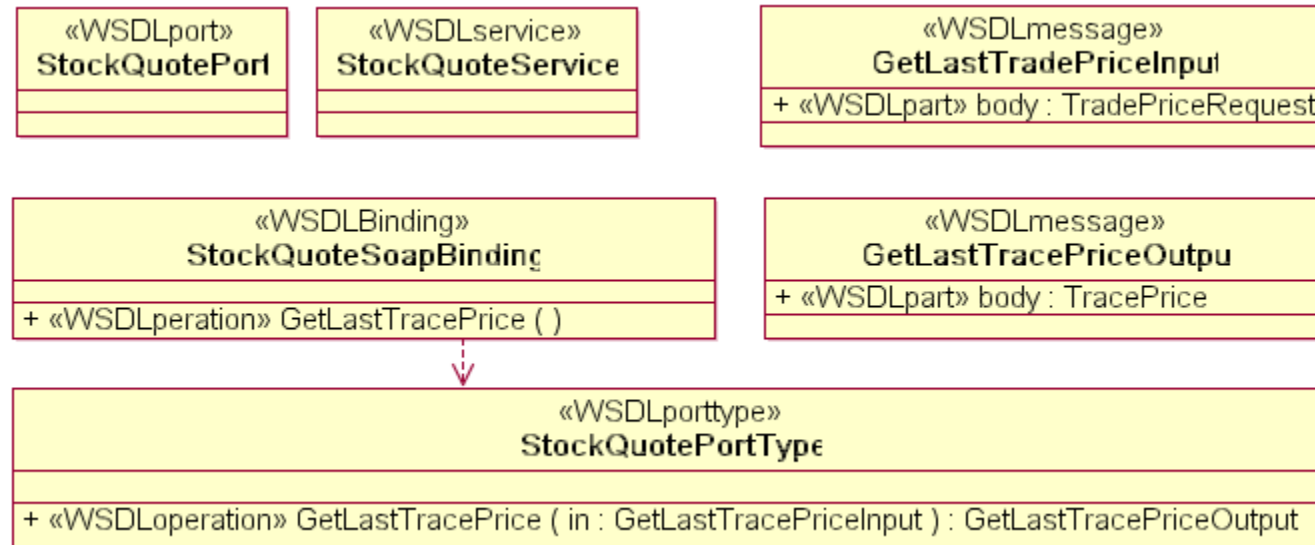 «WSDLport»
StockQuotePort
«WSDLservice»
StockQuoteService
«WSDLmessage»
GetLastTradePriceInput
+ «WSDLpart» body : TradePriceRequest
«WSDLBinding»
StockQuoteSoapBinding
+ «WSDLperation» GetLastTracePrice ( )
«WSDLmessage»
GetLastTracePriceOutpu
+ «WSDLpart» body : TracePrice
«WSDLporttype»
StockQuotePortType
+ «WSDLoperation» GetLastTracePrice ( in : GetLastTracePriceInput ) : GetLastTracePriceOutput